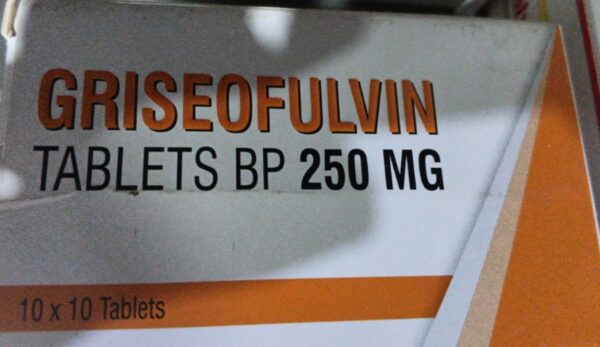 GRISEOFULVIN
TABLETS BP 250 MG
10 x 10 Tablets